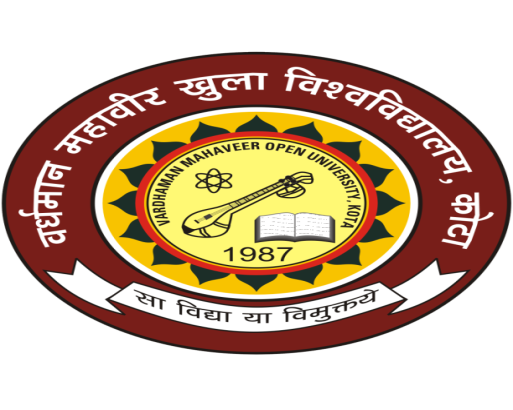 वर्धमान महावीर खुला विश्वविद्यालय, कोटा
VARDHAMAN MAHAVEER OPEN UNIVERSITY, KOTA
1987
सा विद्या या विमुक्तये